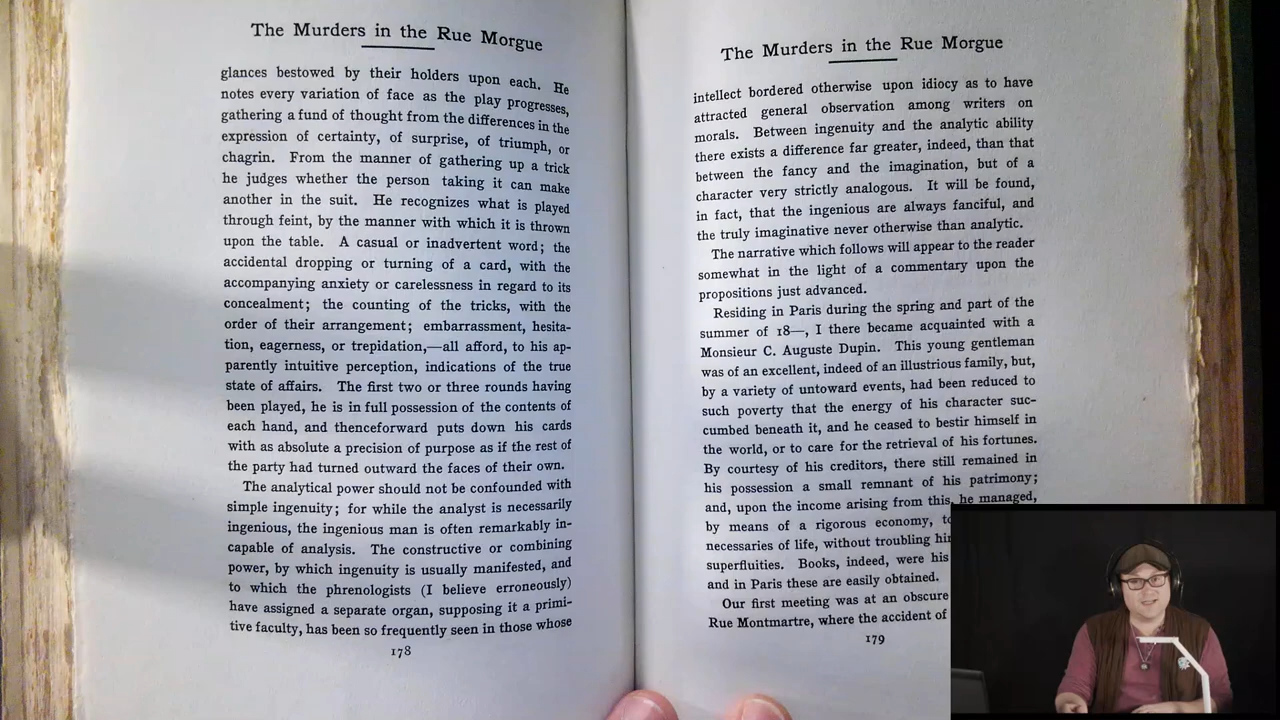 The Murders in the Rue Morgue
glances bestowed by their holders upon each. He
notes every variation of face as the play progresses,
gathering a fund of thought from the differences in the
expression of certainty, of surprise, of triumph, or
chagrin. From the manner of gathering up a trick
he judges whether the person taking it can make
another in the suit. He recognizes what is played
through feint, by the manner with which it is thrown
upon the table. A casual or inadvertent word; the
accidental dropping or turning of a card, with the
accompanying anxiety or carelessness in regard to its
concealment; the counting of the tricks, with the
order of their arrangement; embarrassment, hesita-
tion, eagerness, or trepidation,—all afford, to his ap-
parently intuitive perception, indications of the true
state of affairs. The first two or three rounds having
been played, he is in full possession of the contents of
each hand, and thenceforward puts down his cards
with as absolute a precision of purpose as if the rest of
the party had turned outward the faces of their own.
The analytical power should not be confounded with
simple ingenuity; for while the analyst is necessarily
ingenious, the ingenious man is often remarkably in-
capable of analysis. The constructive or combining
power, by which ingenuity is usually manifested, and
to which the phrenologists (I believe erroneously)
have assigned a separate organ, supposing it a primi-
tive faculty, has been so frequently seen in those whose
178
The Murders in the Rue Morgue
intellect bordered otherwise upon idiocy as to have
attracted general observation among writers on
morals. Between ingenuity and the analytic ability
there exists a difference far greater, indeed, than that
between the fancy and the imagination, but of a
character very strictly analogous. It will be found,
in fact, that the ingenious are always fanciful, and
the truly imaginative never otherwise than analytic.
The narrative which follows will appear to the reader
somewhat in the light of a commentary upon the
propositions just advanced.
Residing in Paris during the spring and part of the
summer of 18—, I there became acquainted with a
Monsieur C. Auguste Dupin. This young gentleman
was of an excellent, indeed of an illustrious family, but,
by a variety of untoward events, had been reduced to
such poverty that the energy of his character suc-
cumbed beneath it, and he ceased to bestir himself in
the world, or to care for the retrieval of his fortunes.
By courtesy of his creditors, there still remained in
his possession a small remnant of his patrimony;
and, upon the income arising from this, he managed,
by means of a rigorous economy,
necessaries of life, without troubling
superfluities. Books, indeed, were his
and in Paris these are easily obtained.
Our first meeting was at an obscure
Rue Montmartre, where the accident of
179